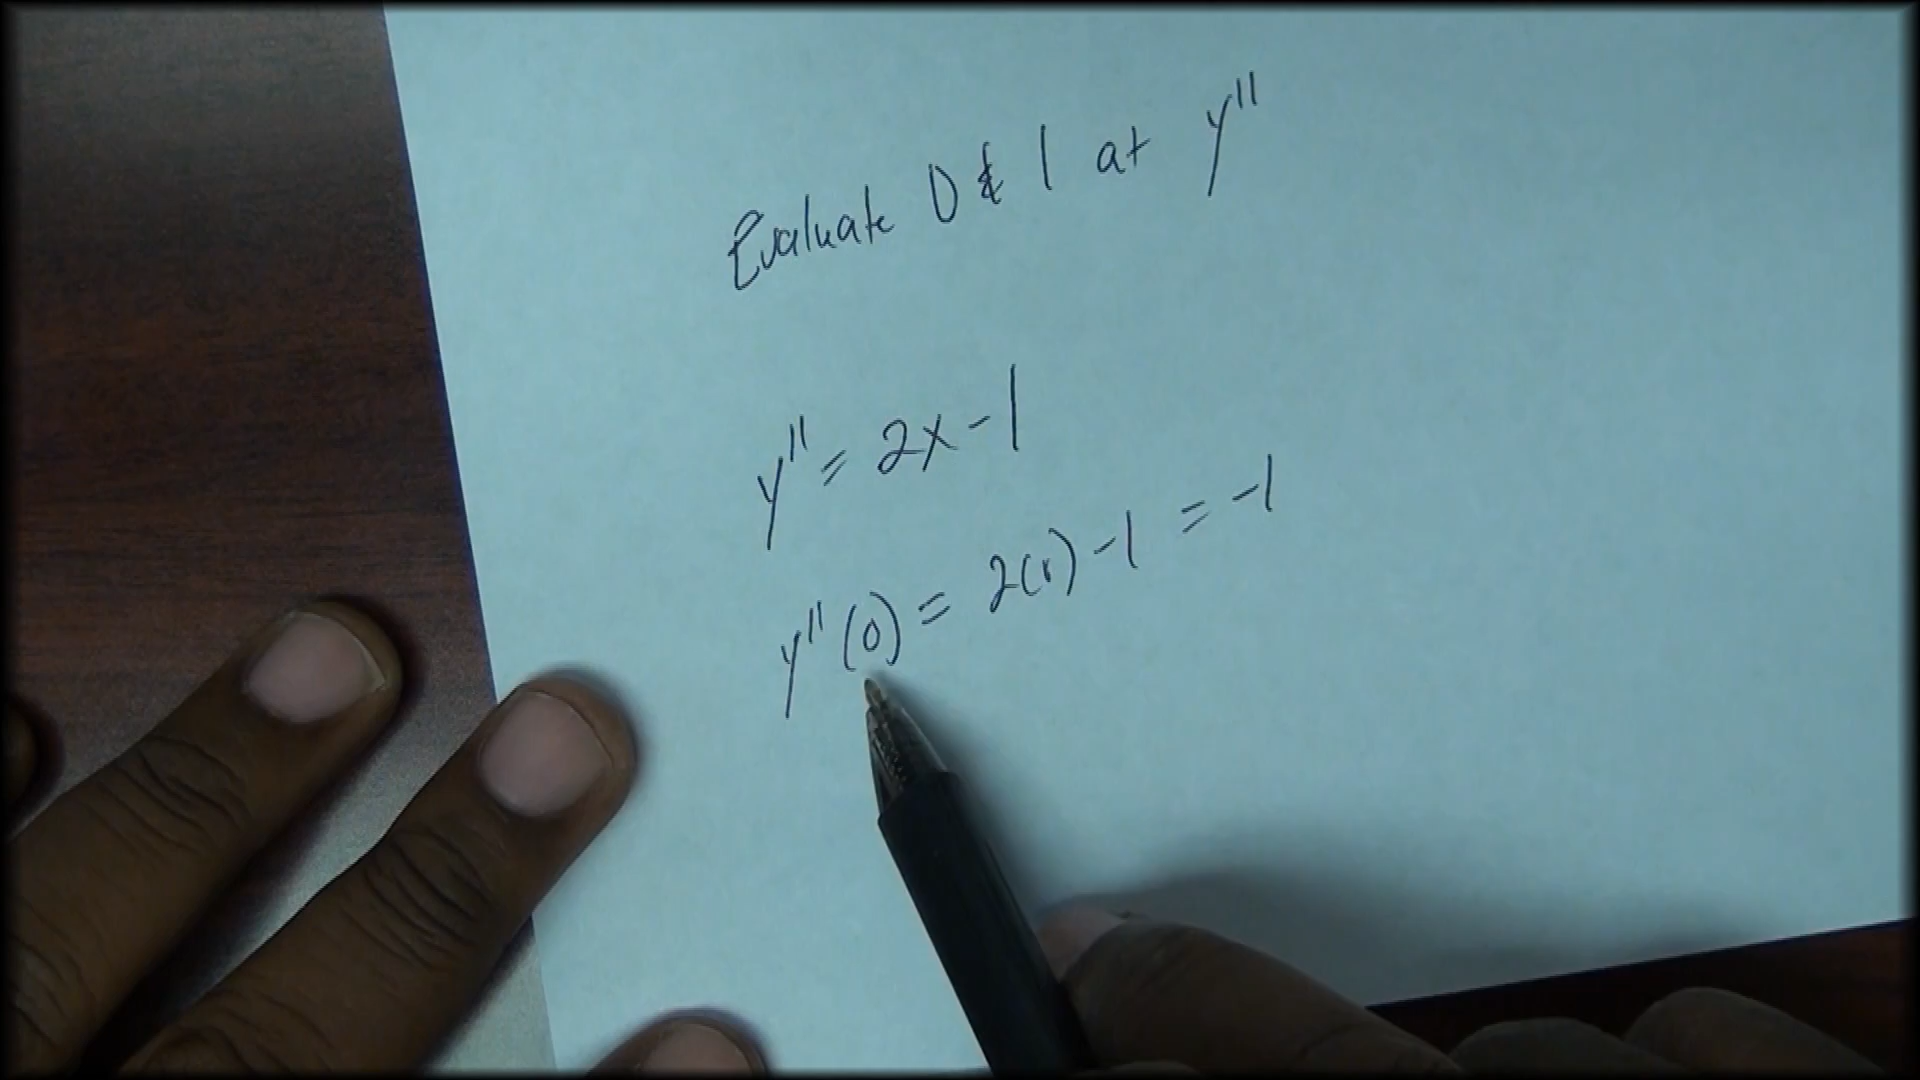 Evaluate 0 & 1 at y''
y'' = 2x - 1
y''(0) = 2(0) - 1 = -1